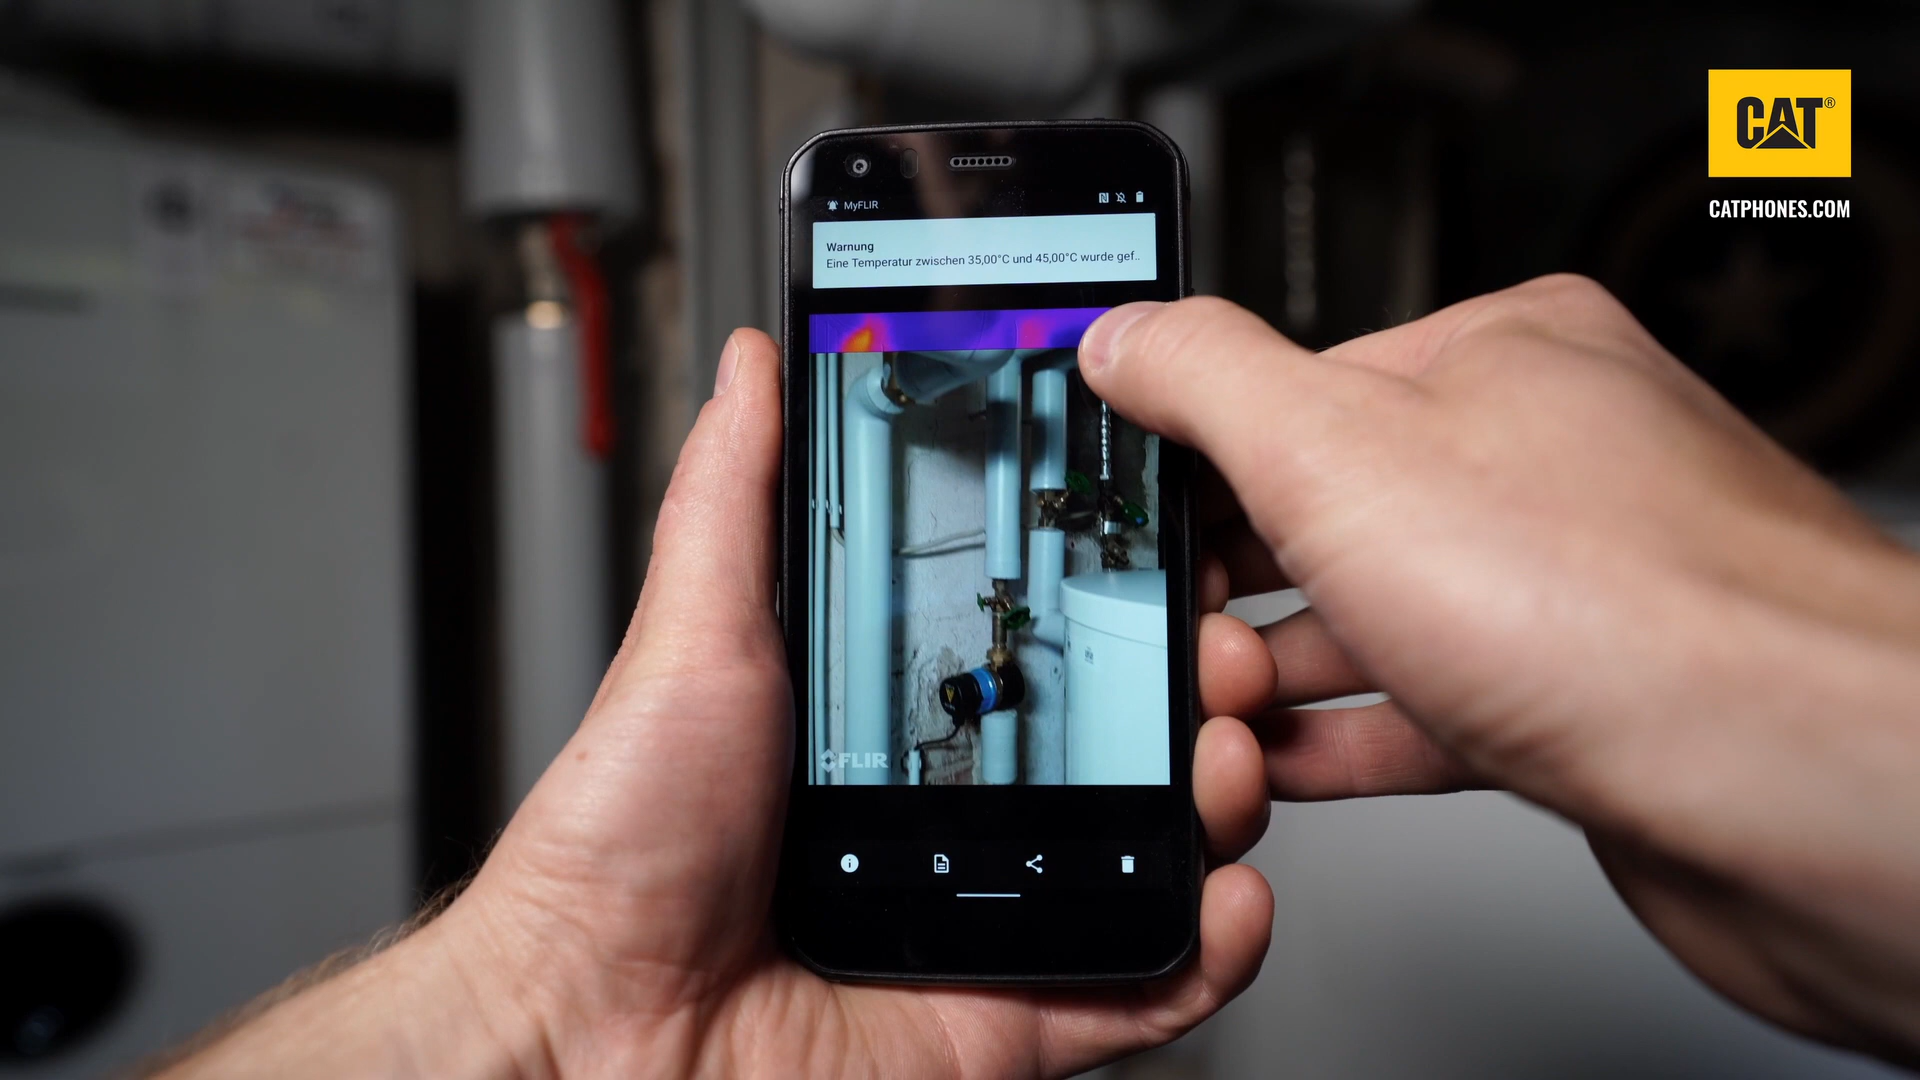 CAT®
CATPHONES.COM
MyFLIR
Warnung
Eine Temperatur zwischen 35,00°C und 45,00°C wurde gef..
FLIR